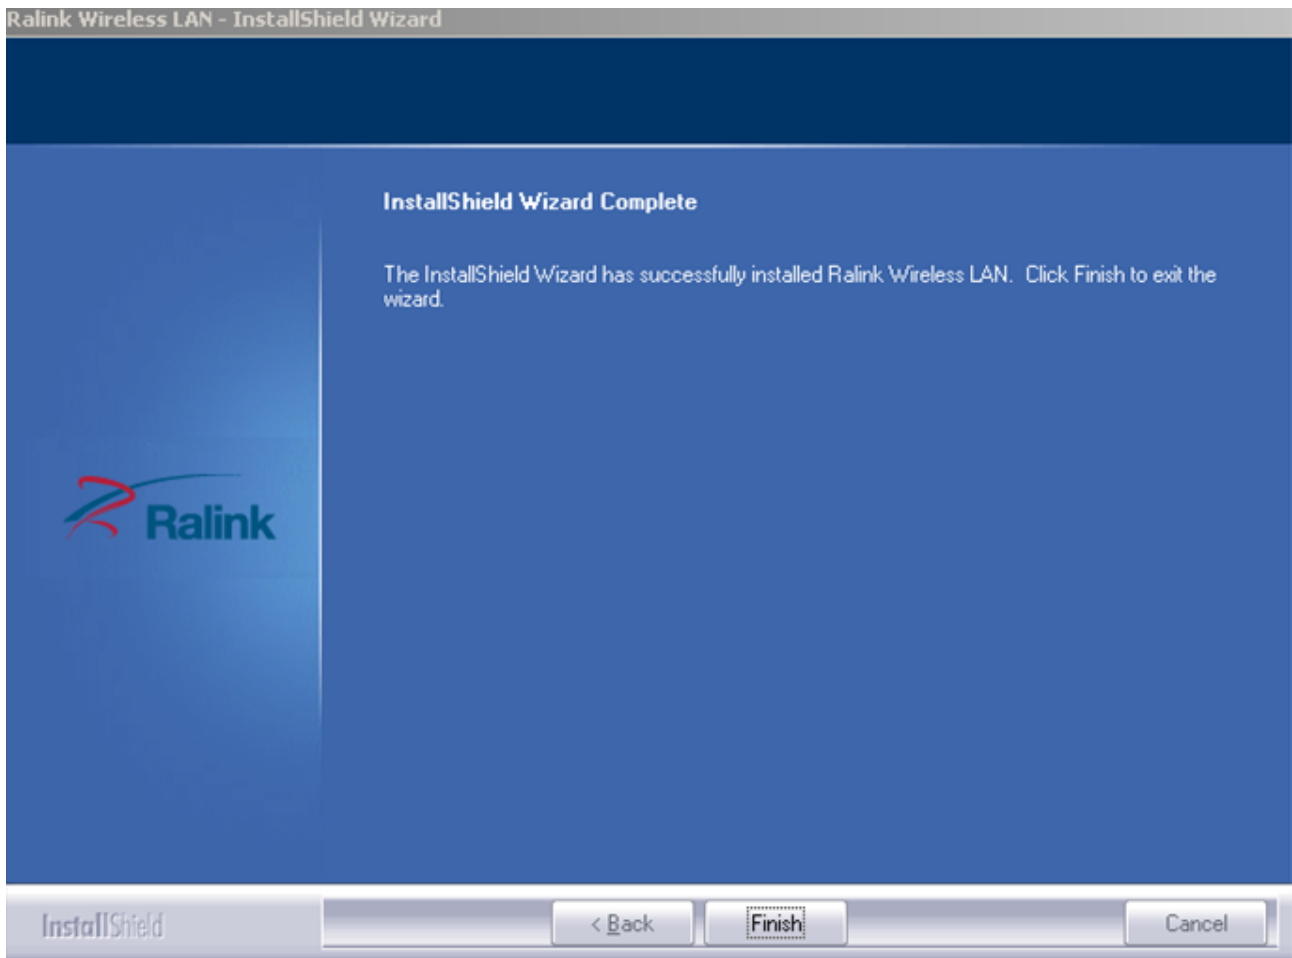 Ralink Wireless LAN - InstallShield Wizard
InstallShield Wizard Complete
The InstallShield Wizard has successfully installed Ralink Wireless LAN.  Click Finish to exit the
wizard.
Ralink
InstallShield
< Back
Finish
Cancel